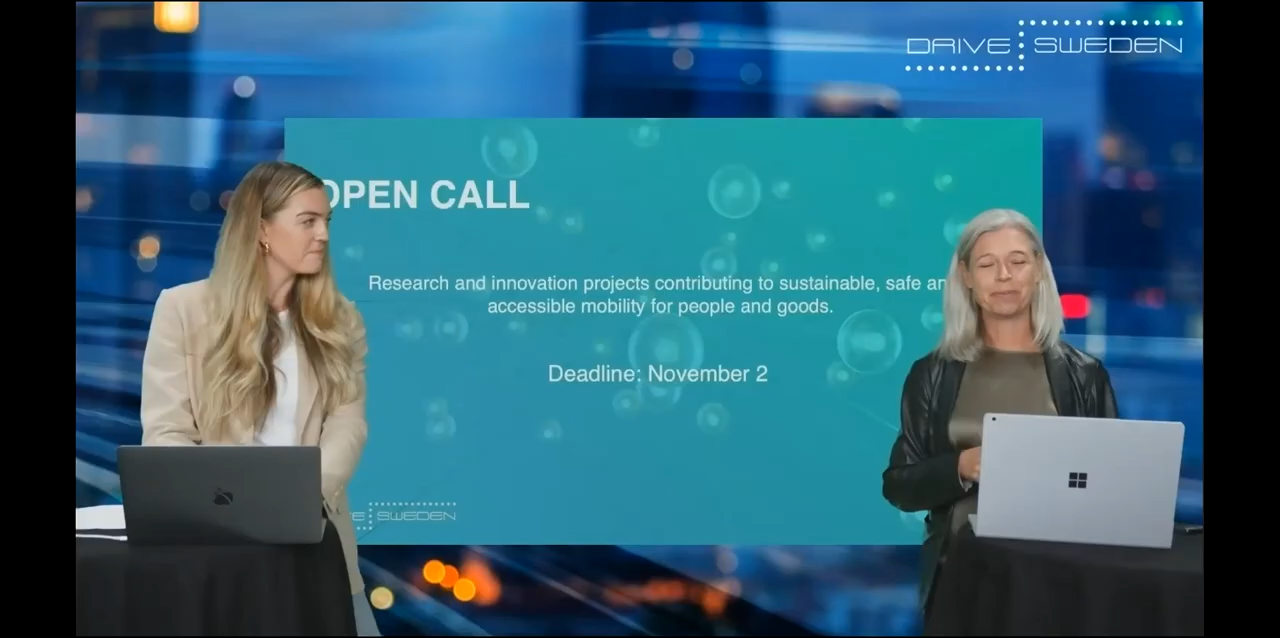 DRIVE SWEDEN
OPEN CALL
Research and innovation projects contributing to sustainable, safe
accessible mobility for people and goods.
Deadline: November 2
SWEDEN